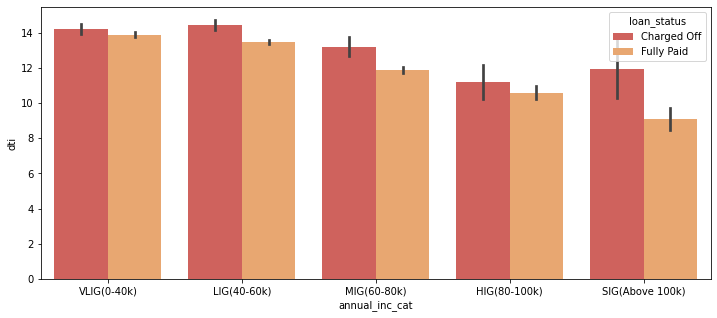 loan_status
Charged Off
Fully Paid
dti
14
12
10
8
6
4
2
0
VLIG(0-40k)
LIG(40-60k)
MIG(60-80k)
HIG(80-100k)
SIG(Above 100k)
annual_inc_cat